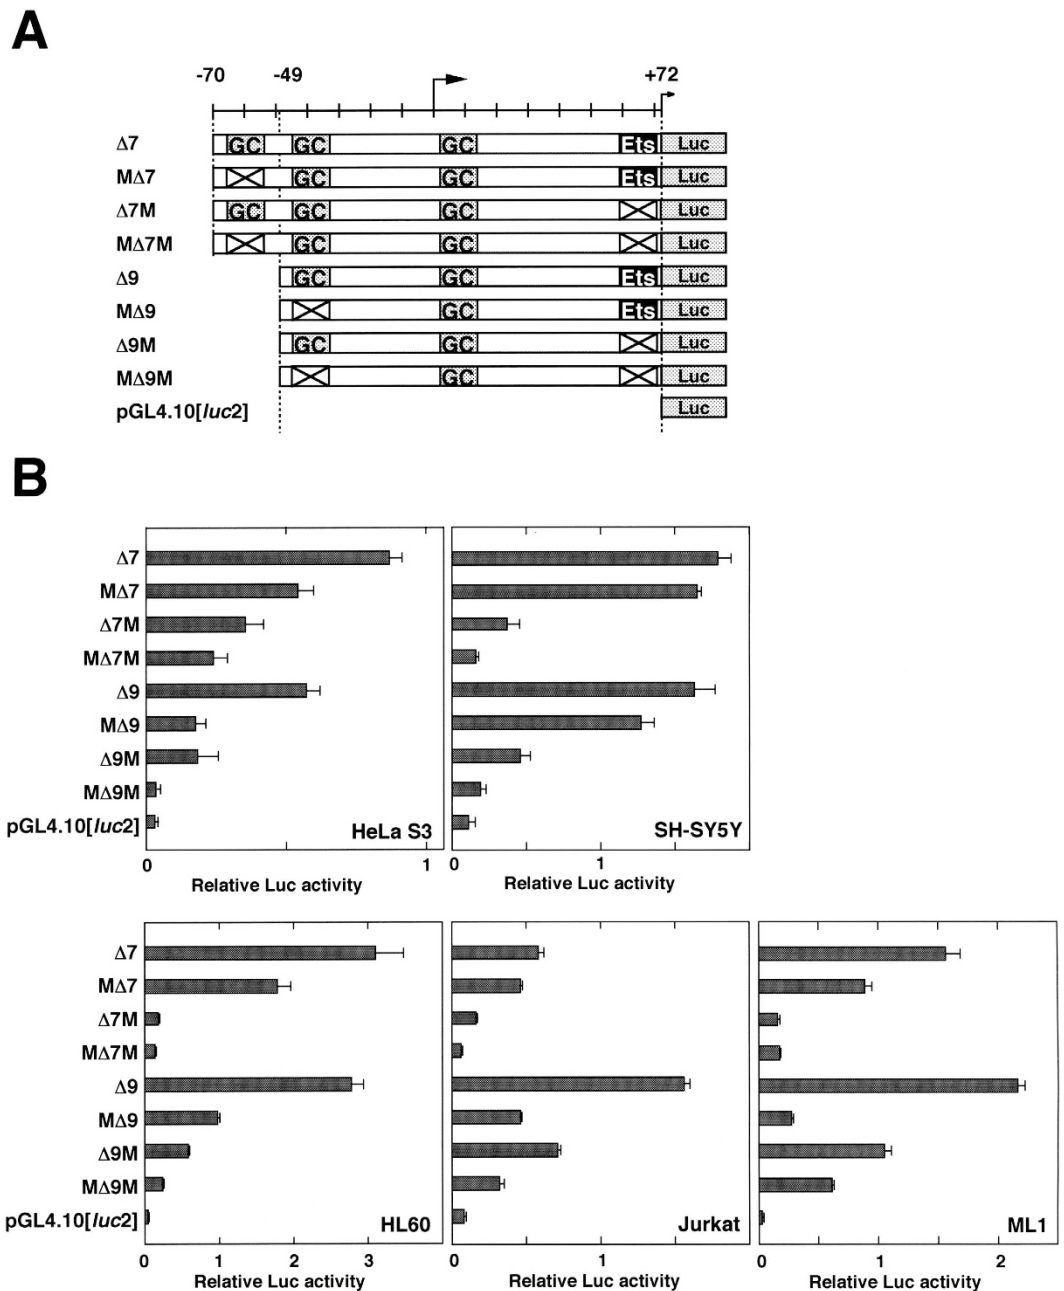 A
-70 -49 +72
Δ7 GC GC GC Ets Luc
MΔ7 GC GC Ets Luc
Δ7M GC GC GC Luc
MΔ7M GC GC Luc
Δ9 GC GC Ets Luc
MΔ9 GC Ets Luc
Δ9M GC GC Luc
MΔ9M GC Luc
pGL4.10[luc2] Luc
B
Δ7
MΔ7
Δ7M
MΔ7M
Δ9
MΔ9
Δ9M
MΔ9M
pGL4.10[luc2]
HeLa S3
0 1
Relative Luc activity
SH-SY5Y
0 1
Relative Luc activity
Δ7
MΔ7
Δ7M
MΔ7M
Δ9
MΔ9
Δ9M
MΔ9M
pGL4.10[luc2]
HL60
0 1 2 3
Relative Luc activity
Jurkat
0 1
Relative Luc activity
ML1
0 1 2
Relative Luc activity